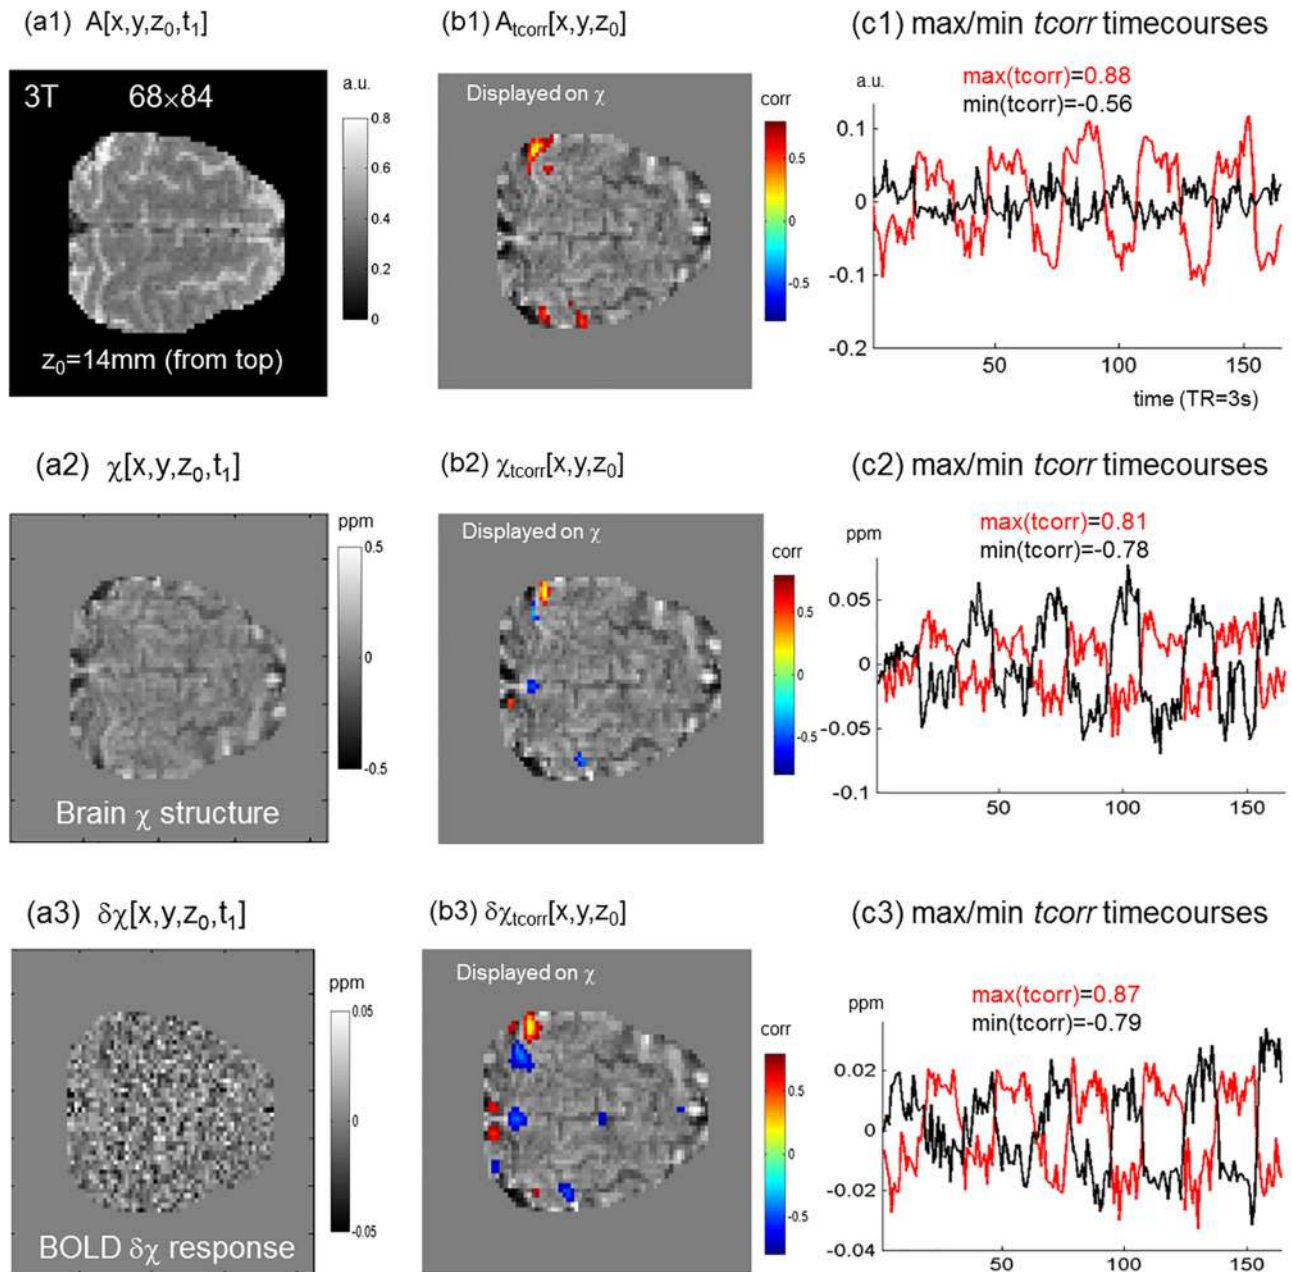 (a1) A[x,y,z₀,t₁]
(b1) Atcorr[x,y,z₀]
(c1) max/min tcorr timecourses
3T 68×84
a.u.
0.8
0.6
0.4
0.2
0
z₀=14mm (from top)
Displayed on χ
corr
0.5
0
-0.5
a.u.
max(tcorr)=0.88
min(tcorr)=-0.56
0.1
0
-0.1
-0.2
50 100 150
time (TR=3s)
(a2) χ[x,y,z₀,t₁]
(b2) χtcorr[x,y,z₀]
(c2) max/min tcorr timecourses
ppm
0.5
0
-0.5
Brain χ structure
Displayed on χ
corr
0.5
0
-0.5
ppm
max(tcorr)=0.81
min(tcorr)=-0.78
0.05
0
-0.05
-0.1
50 100 150
(a3) δχ[x,y,z₀,t₁]
(b3) δχtcorr[x,y,z₀]
(c3) max/min tcorr timecourses
ppm
0.05
0
-0.05
BOLD δχ response
Displayed on χ
corr
0.5
0
-0.5
ppm
max(tcorr)=0.87
min(tcorr)=-0.79
0.02
0
-0.02
-0.04
50 100 150